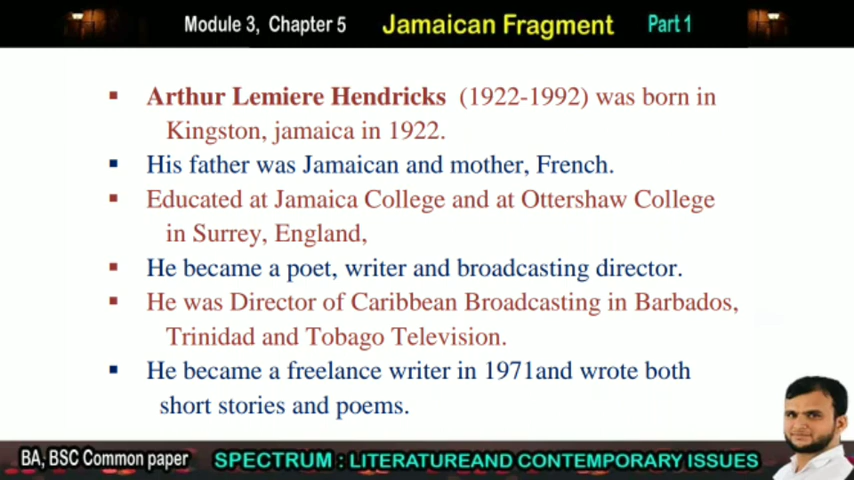 Module 3, Chapter 5 Jamaican Fragment Part 1
▪ Arthur Lemiere Hendricks (1922-1992) was born in
Kingston, jamaica in 1922.
▪ His father was Jamaican and mother, French.
▪ Educated at Jamaica College and at Ottershaw College
in Surrey, England,
▪ He became a poet, writer and broadcasting director.
▪ He was Director of Caribbean Broadcasting in Barbados,
Trinidad and Tobago Television.
▪ He became a freelance writer in 1971and wrote both
short stories and poems.
BA, BSC Common paper SPECTRUM : LITERATUREAND CONTEMPORARY ISSUES